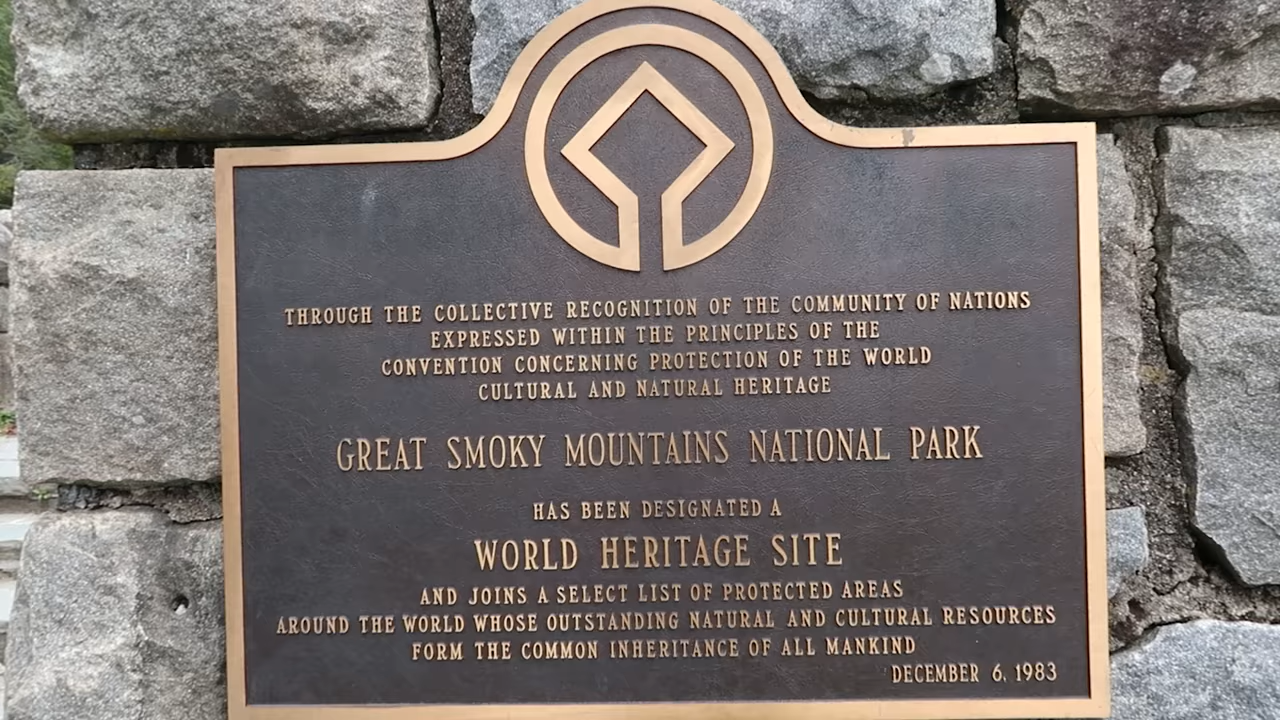 THROUGH THE COLLECTIVE RECOGNITION OF THE COMMUNITY OF NATIONS
EXPRESSED WITHIN THE PRINCIPLES OF THE
CONVENTION CONCERNING PROTECTION OF THE WORLD
CULTURAL AND NATURAL HERITAGE
GREAT SMOKY MOUNTAINS NATIONAL PARK
HAS BEEN DESIGNATED A
WORLD HERITAGE SITE
AND JOINS A SELECT LIST OF PROTECTED AREAS
AROUND THE WORLD WHOSE OUTSTANDING NATURAL AND CULTURAL RESOURCES
FORM THE COMMON INHERITANCE OF ALL MANKIND
DECEMBER 6, 1983